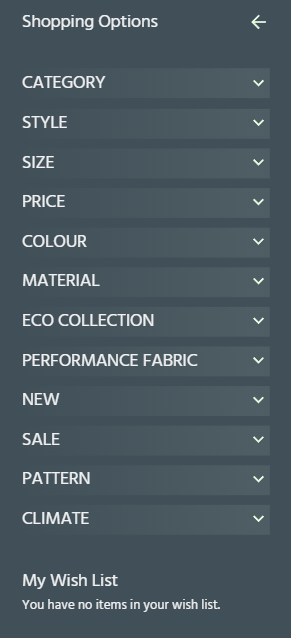 Shopping Options
CATEGORY
STYLE
SIZE
PRICE
COLOUR
MATERIAL
ECO COLLECTION
PERFORMANCE FABRIC
NEW
SALE
PATTERN
CLIMATE
My Wish List
You have no items in your wish list.